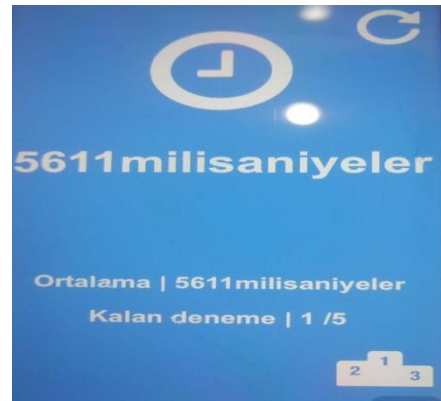 5611milisaniyeler
Ortalama | 5611milisaniyeler
Kalan deneme | 1 /5
1
2
3